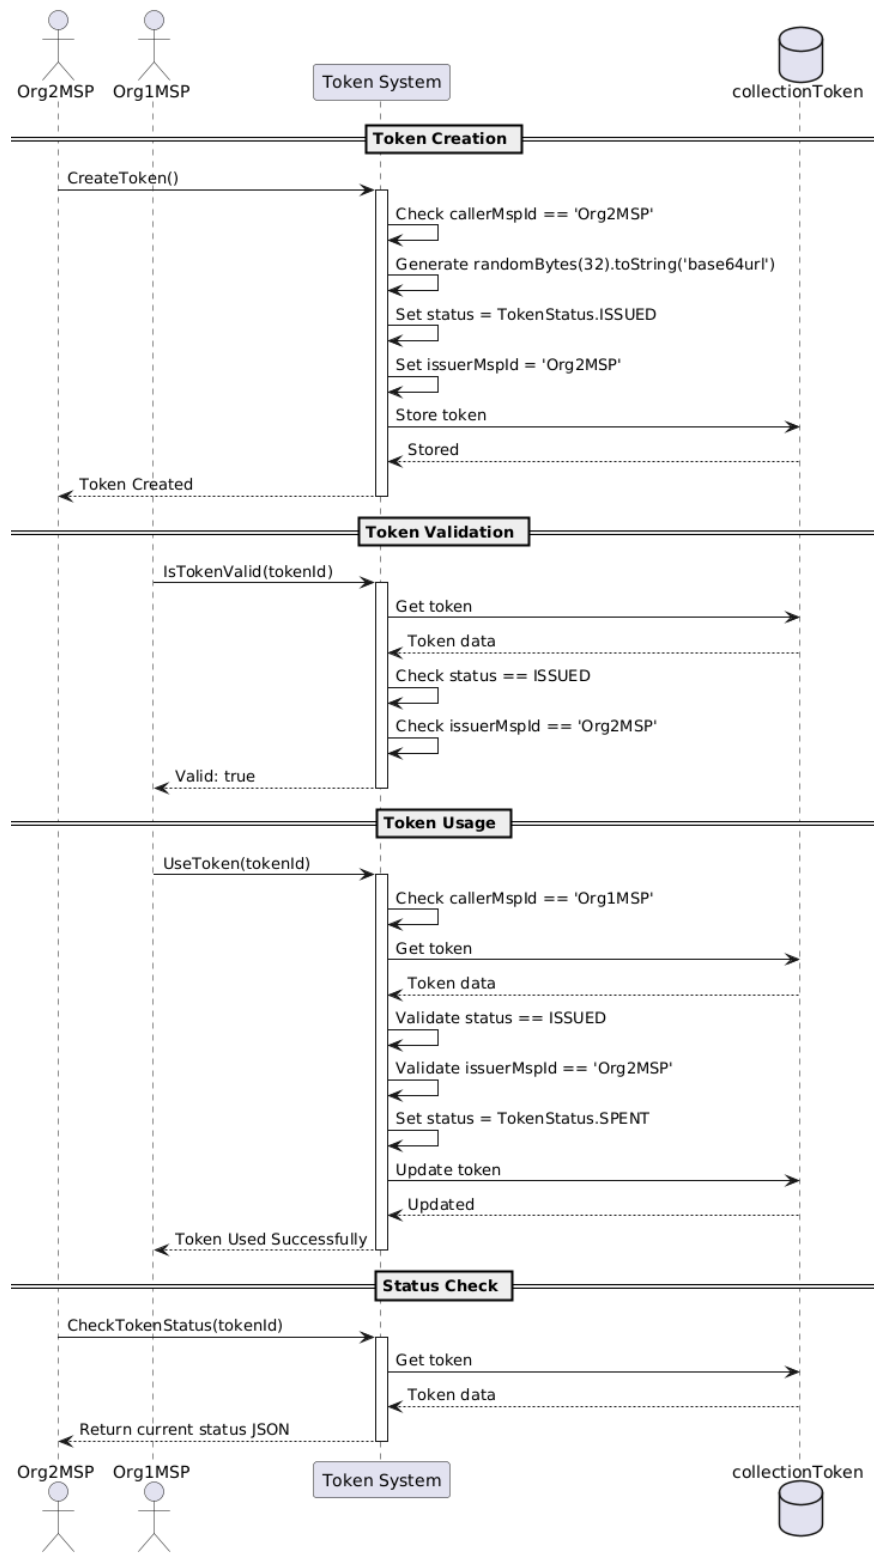 Org2MSP
Org1MSP
Token System
collectionToken
Token Creation
CreateToken()
Check callerMspId == 'Org2MSP'
Generate randomBytes(32).toString('base64url')
Set status = TokenStatus.ISSUED
Set issuerMspId = 'Org2MSP'
Store token
Stored
Token Created
Token Validation
IsTokenValid(tokenId)
Get token
Token data
Check status == ISSUED
Check issuerMspId == 'Org2MSP'
Valid: true
Token Usage
UseToken(tokenId)
Check callerMspId == 'Org1MSP'
Get token
Token data
Validate status == ISSUED
Validate issuerMspId == 'Org2MSP'
Set status = TokenStatus.SPENT
Update token
Updated
Token Used Successfully
Status Check
CheckTokenStatus(tokenId)
Get token
Token data
Return current status JSON
Org2MSP
Org1MSP
Token System
collectionToken